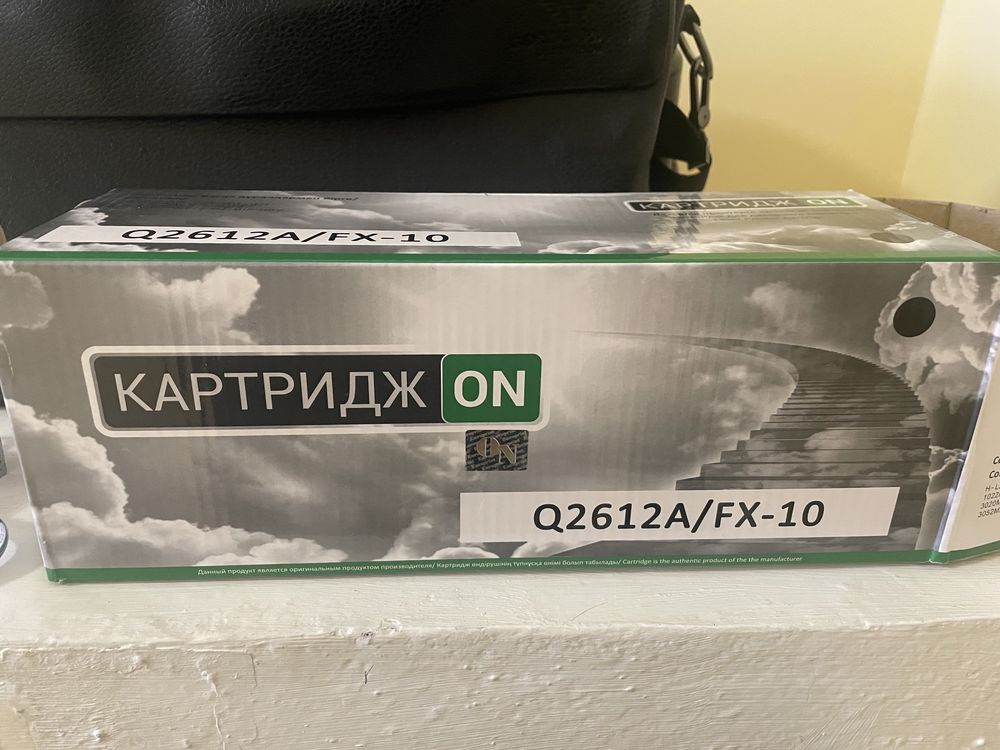 Q2612A/FX-10
КАРТРИДЖ ON
КАРТРИДЖ ON
ON
Q2612A/FX-10
Данный продукт является оригинальным продуктом производителя/ Картридж өндірушінің түпнұсқа өнімі болып табылады/ Cartridge is the authentic product of the the manufacturer